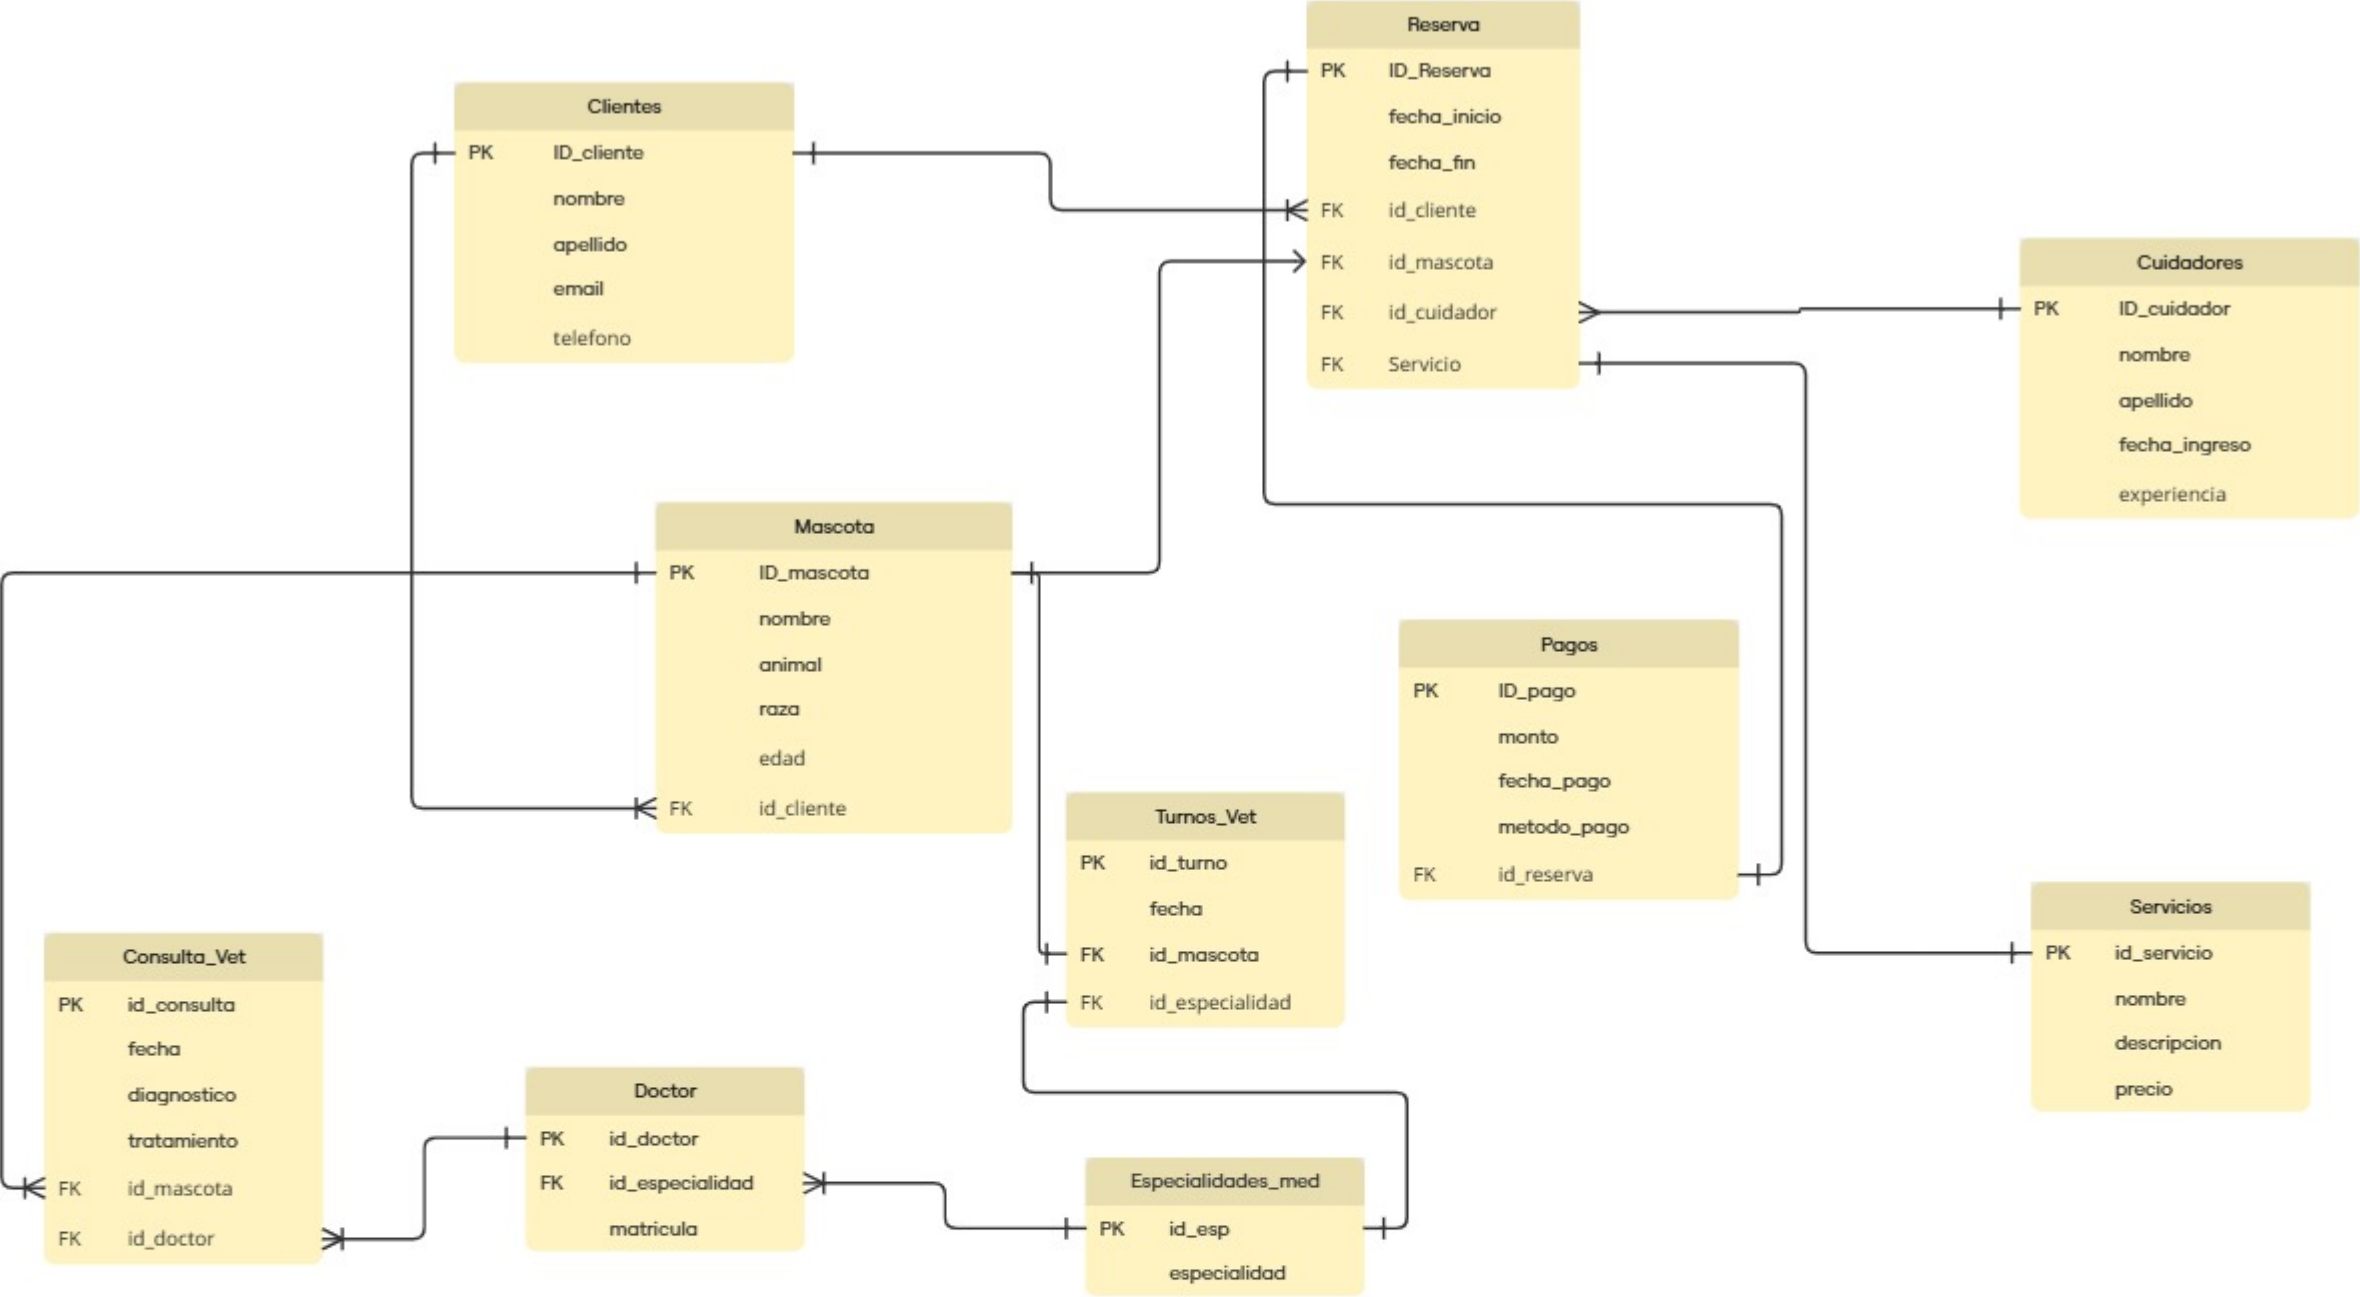 Reserva
PK ID_Reserva
fecha_inicio
fecha_fin
FK id_cliente
FK id_mascota
FK id_cuidador
FK Servicio
Clientes
PK ID_cliente
nombre
apellido
email
telefono
Cuidadores
PK ID_cuidador
nombre
apellido
fecha_ingreso
experiencia
Mascota
PK ID_mascota
nombre
animal
raza
edad
FK id_cliente
Pagos
PK ID_pago
monto
fecha_pago
metodo_pago
FK id_reserva
Turnos_Vet
PK id_turno
fecha
FK id_mascota
FK id_especialidad
Servicios
PK id_servicio
nombre
descripcion
precio
Consulta_Vet
PK id_consulta
fecha
diagnostico
tratamiento
FK id_mascota
FK id_doctor
Doctor
PK id_doctor
FK id_especialidad
matricula
Especialidades_med
PK id_esp
especialidad